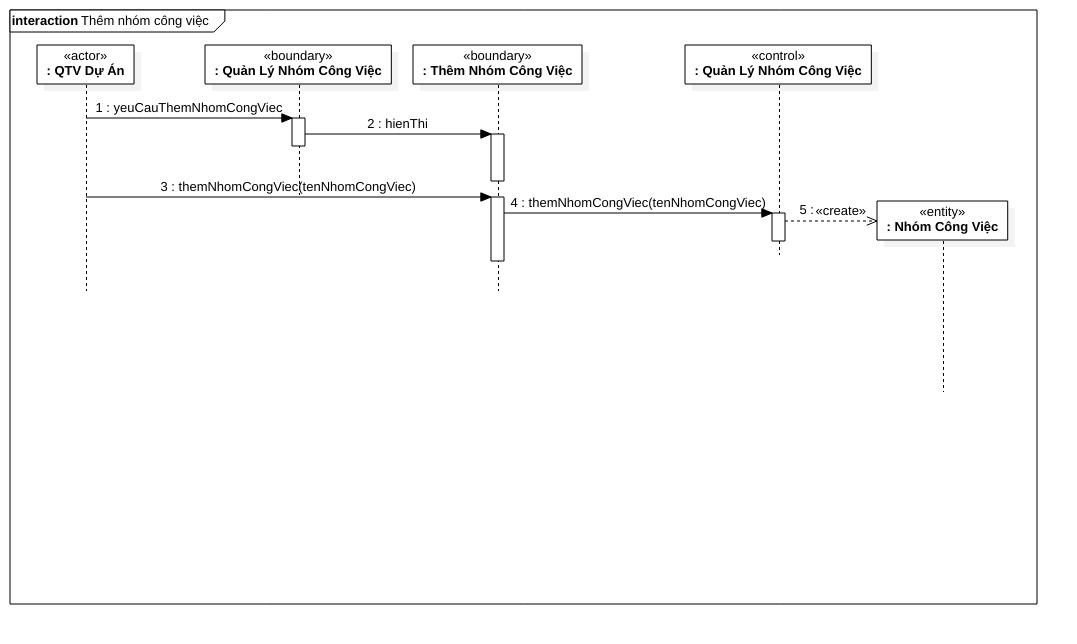 interaction Thêm nhóm công việc
«actor»
: QTV Dự Án
«boundary»
: Quản Lý Nhóm Công Việc
«boundary»
: Thêm Nhóm Công Việc
«control»
: Quản Lý Nhóm Công Việc
1 : yeuCauThemNhomCongViec
2 : hienThi
3 : themNhomCongViec(tenNhomCongViec)
4 : themNhomCongViec(tenNhomCongViec)
5 : «create»
«entity»
: Nhóm Công Việc